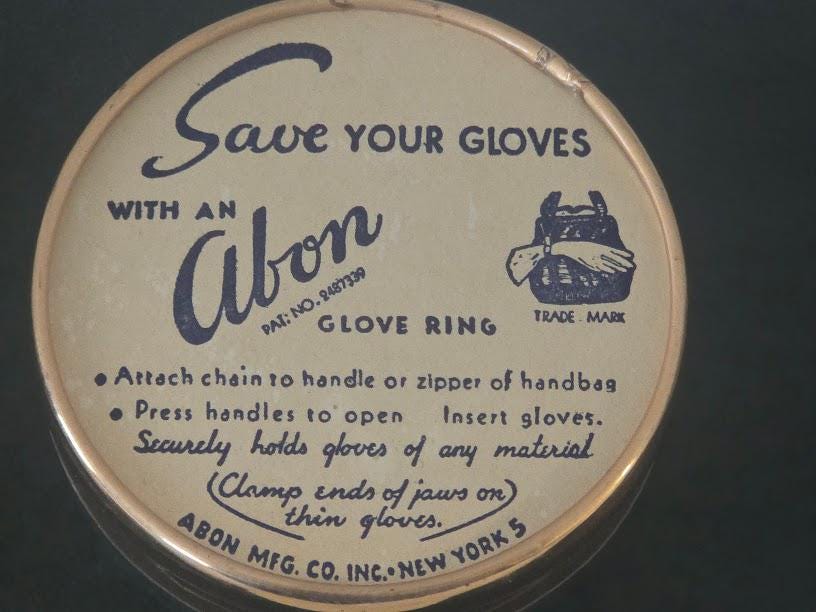 Save YOUR GLOVES
WITH AN
Abon
PAT. NO. 2487339
GLOVE RING
TRADE MARK
• Attach chain to handle or zipper of handbag
• Press handles to open Insert gloves.
Securely holds gloves of any material
(Clamp ends of jaws on)
thin gloves.
ABON MFG. CO. INC. • NEW YORK 5